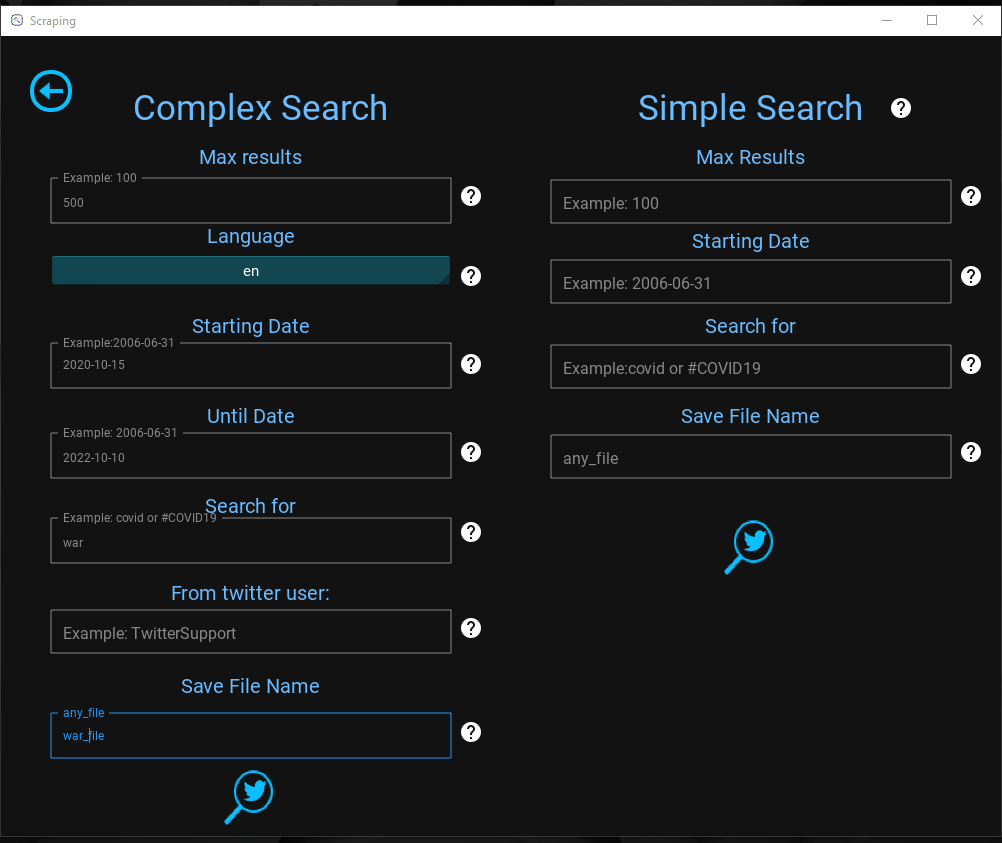 Scraping
Complex Search
Max results
Example: 100
500
Language
en
Starting Date
Example:2006-06-31
2020-10-15
Until Date
Example: 2006-06-31
2022-10-10
Search for
Example: covid or #COVID19
war
From twitter user:
Example: TwitterSupport
Save File Name
any_file
war_file
Simple Search
Max Results
Example: 100
Starting Date
Example: 2006-06-31
Search for
Example:covid or #COVID19
Save File Name
any_file